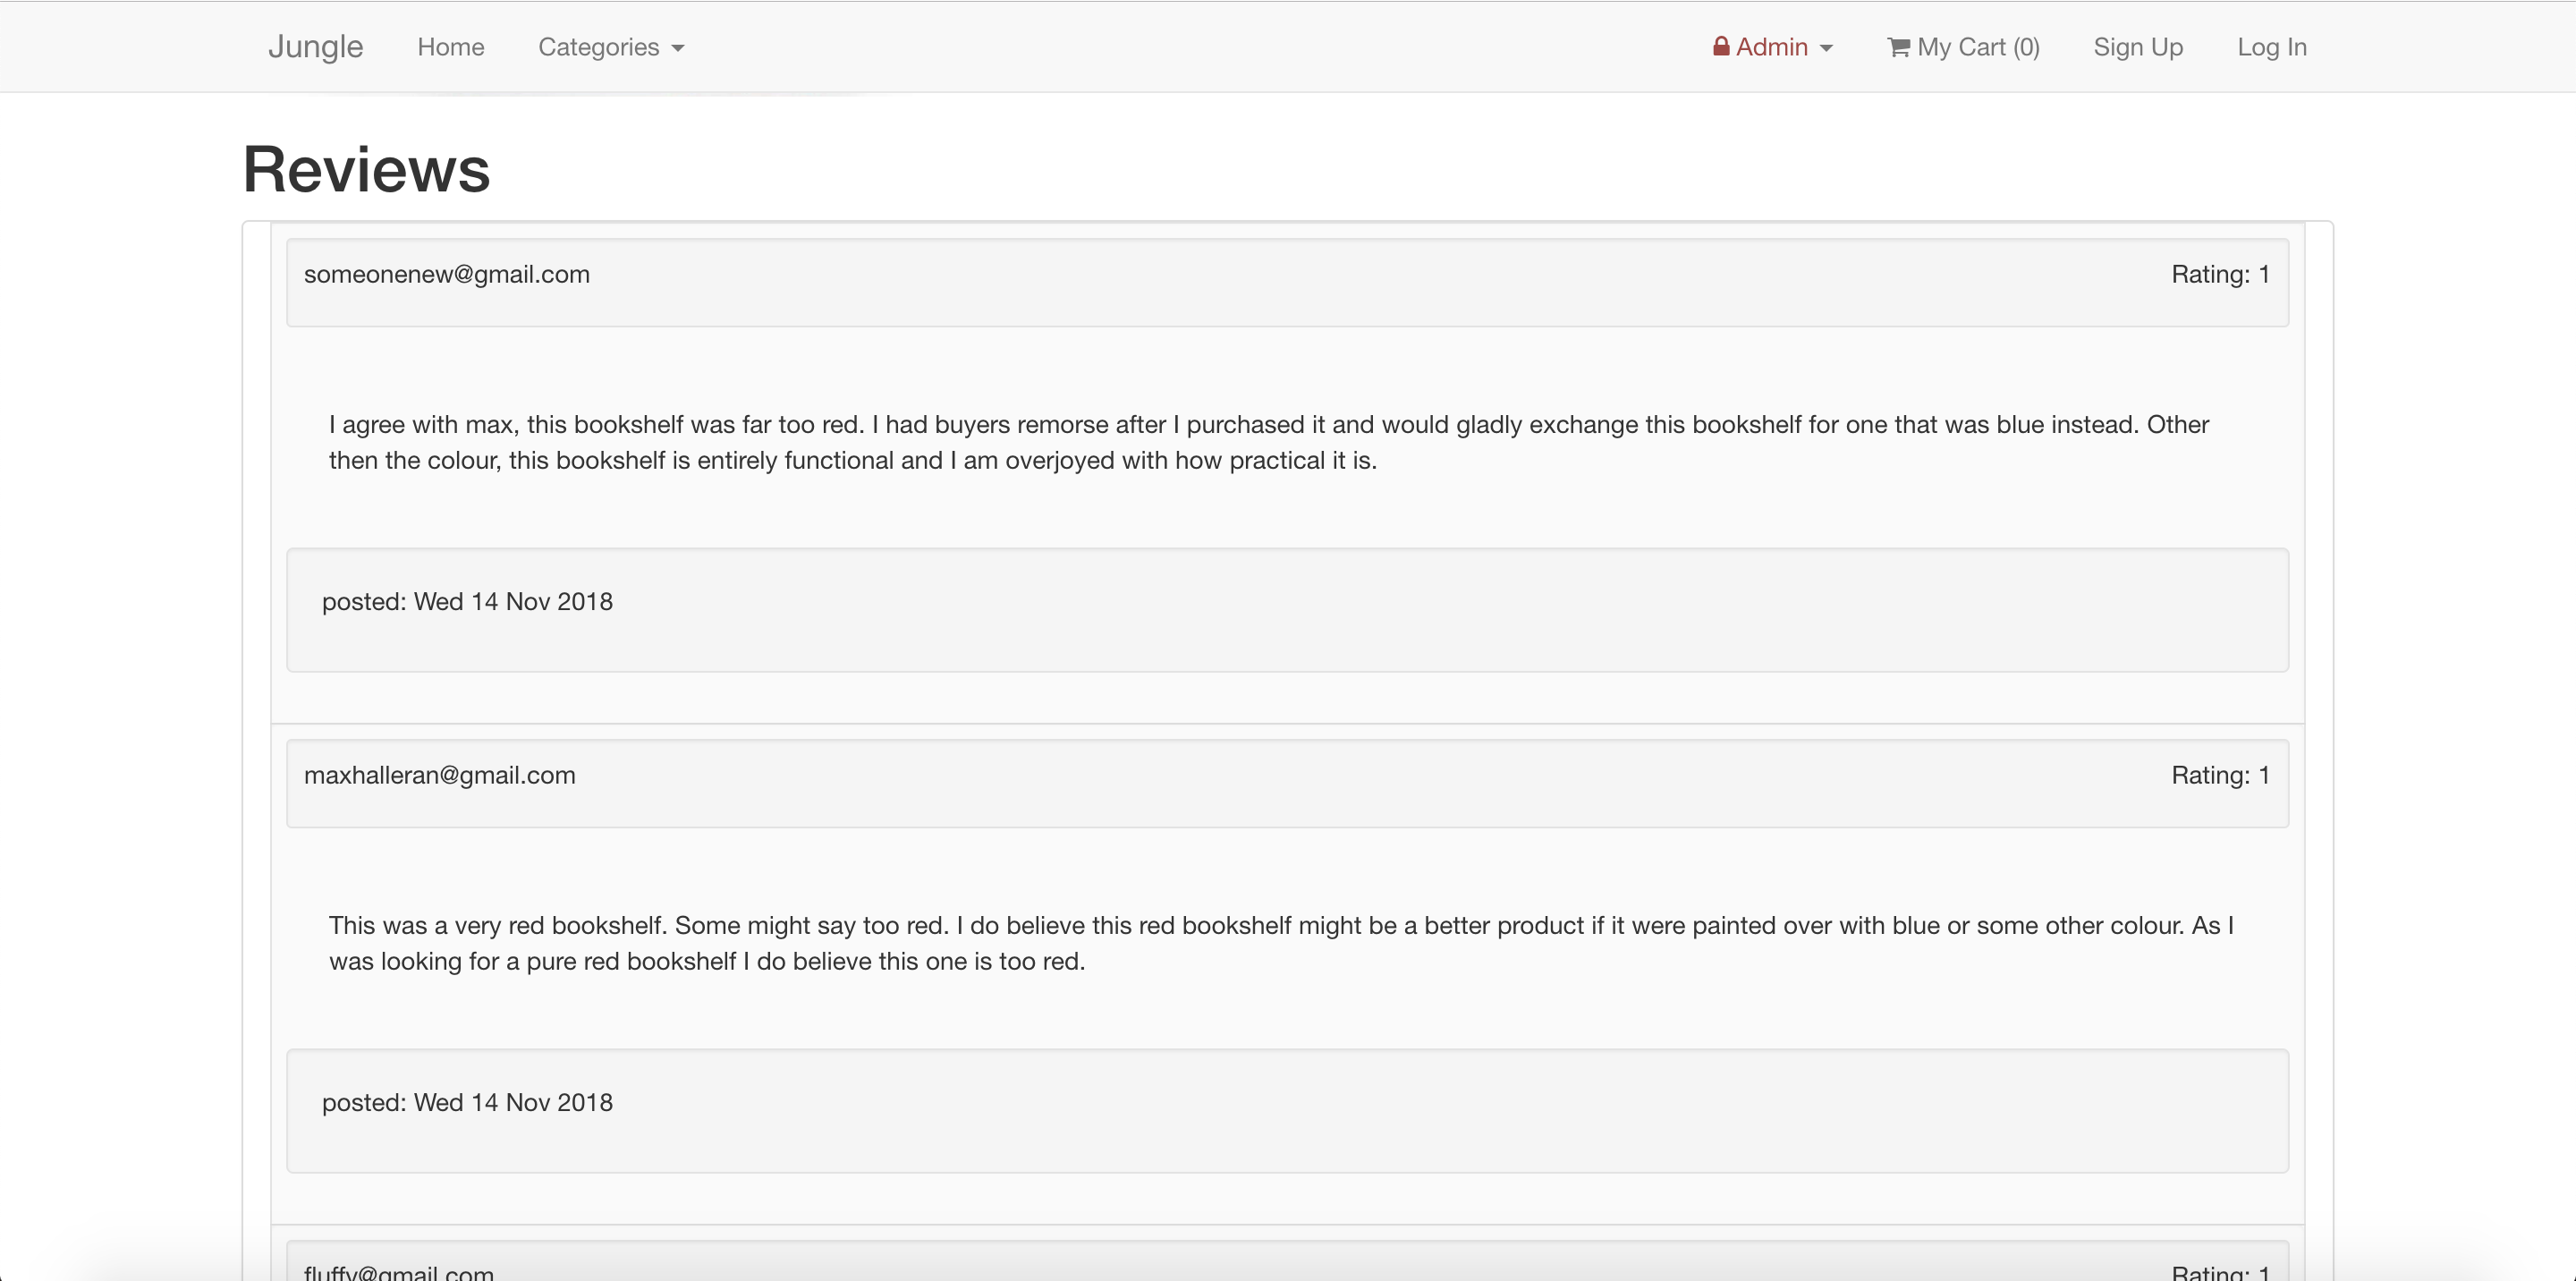 Jungle Home Categories Admin My Cart (0) Sign Up Log In
Reviews
someonenew@gmail.com Rating: 1
I agree with max, this bookshelf was far too red. I had buyers remorse after I purchased it and would gladly exchange this bookshelf for one that was blue instead. Other
then the colour, this bookshelf is entirely functional and I am overjoyed with how practical it is.
posted: Wed 14 Nov 2018
maxhalleran@gmail.com Rating: 1
This was a very red bookshelf. Some might say too red. I do believe this red bookshelf might be a better product if it were painted over with blue or some other colour. As I
was looking for a pure red bookshelf I do believe this one is too red.
posted: Wed 14 Nov 2018
fluffy@gmail.com Rating: 1